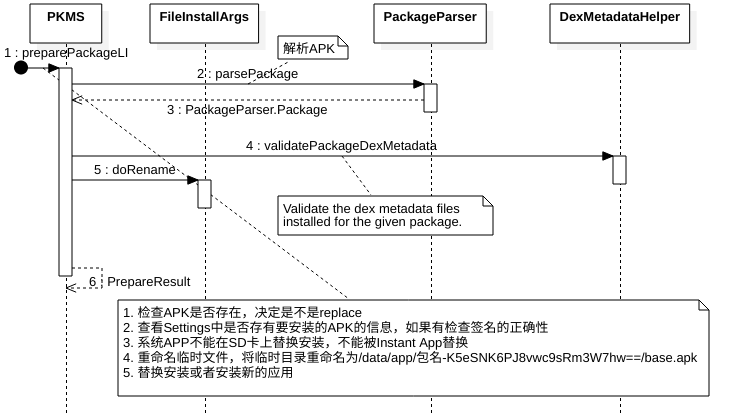 PKMS
FileInstallArgs
PackageParser
DexMetadataHelper
1 : preparePackageLI
解析APK
2 : parsePackage
3 : PackageParser.Package
4 : validatePackageDexMetadata
5 : doRename
Validate the dex metadata files
installed for the given package.
6 PrepareResult
1. 检查APK是否存在，决定是不是replace
2. 查看Settings中是否存有要安装的APK的信息，如果有检查签名的正确性
3. 系统APP不能在SD卡上替换安装，不能被Instant App替换
4. 重命名临时文件，将临时目录重命名为/data/app/包名-K5eSNK6PJ8vwc9sRm3W7hw==/base.apk
5. 替换安装或者安装新的应用